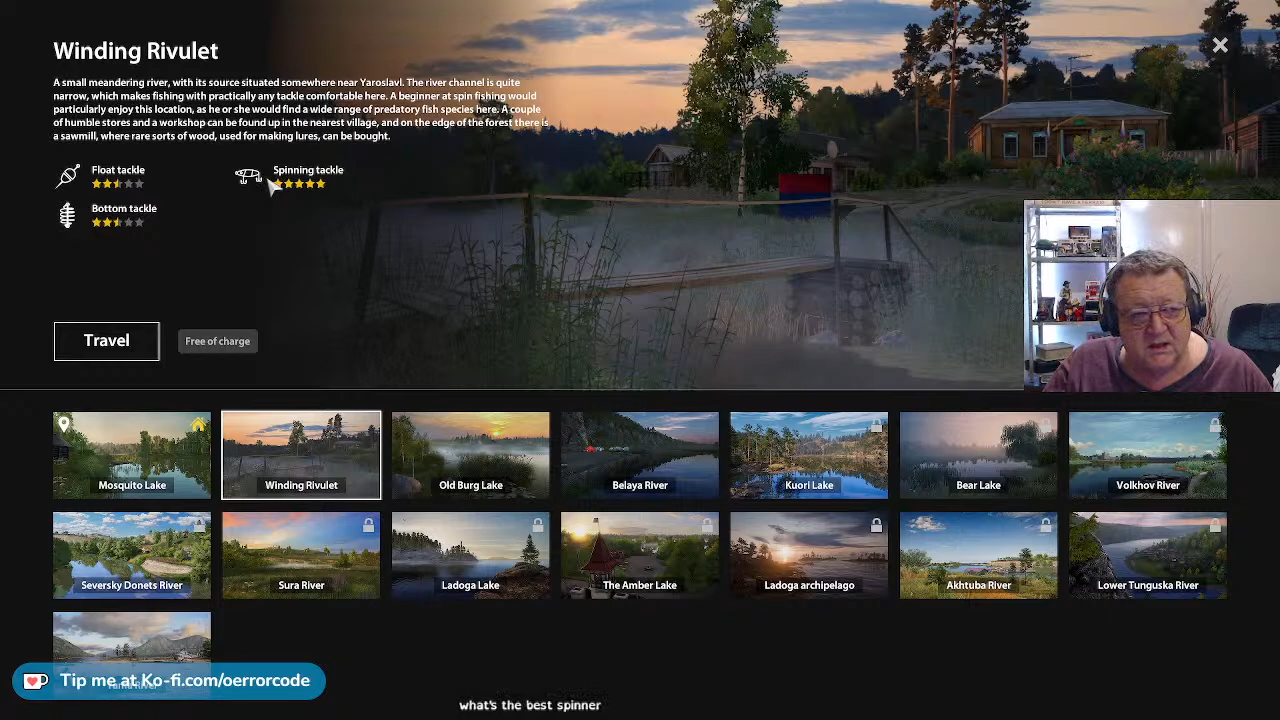 Winding Rivulet
A small meandering river, with its source situated somewhere near Yaroslavl. The river channel is quite
narrow, which makes fishing with practically any tackle comfortable here. A beginner at spin fishing would
particularly enjoy this location, as he or she would find a wide range of predatory fish species here. A couple
of humble stores and a workshop can be found up in the nearest village, and on the edge of the forest there is
a sawmill, where rare sorts of wood, used for making lures, can be bought.
Float tackle
Spinning tackle
Bottom tackle
Travel
Free of charge
Mosquito Lake
Winding Rivulet
Old Burg Lake
Belaya River
Kuori Lake
Bear Lake
Volkhov River
Seversky Donets River
Sura River
Ladoga Lake
The Amber Lake
Ladoga archipelago
Akhtuba River
Lower Tunguska River
Tip me at Ko-fi.com/oerrorcode
what's the best spinner